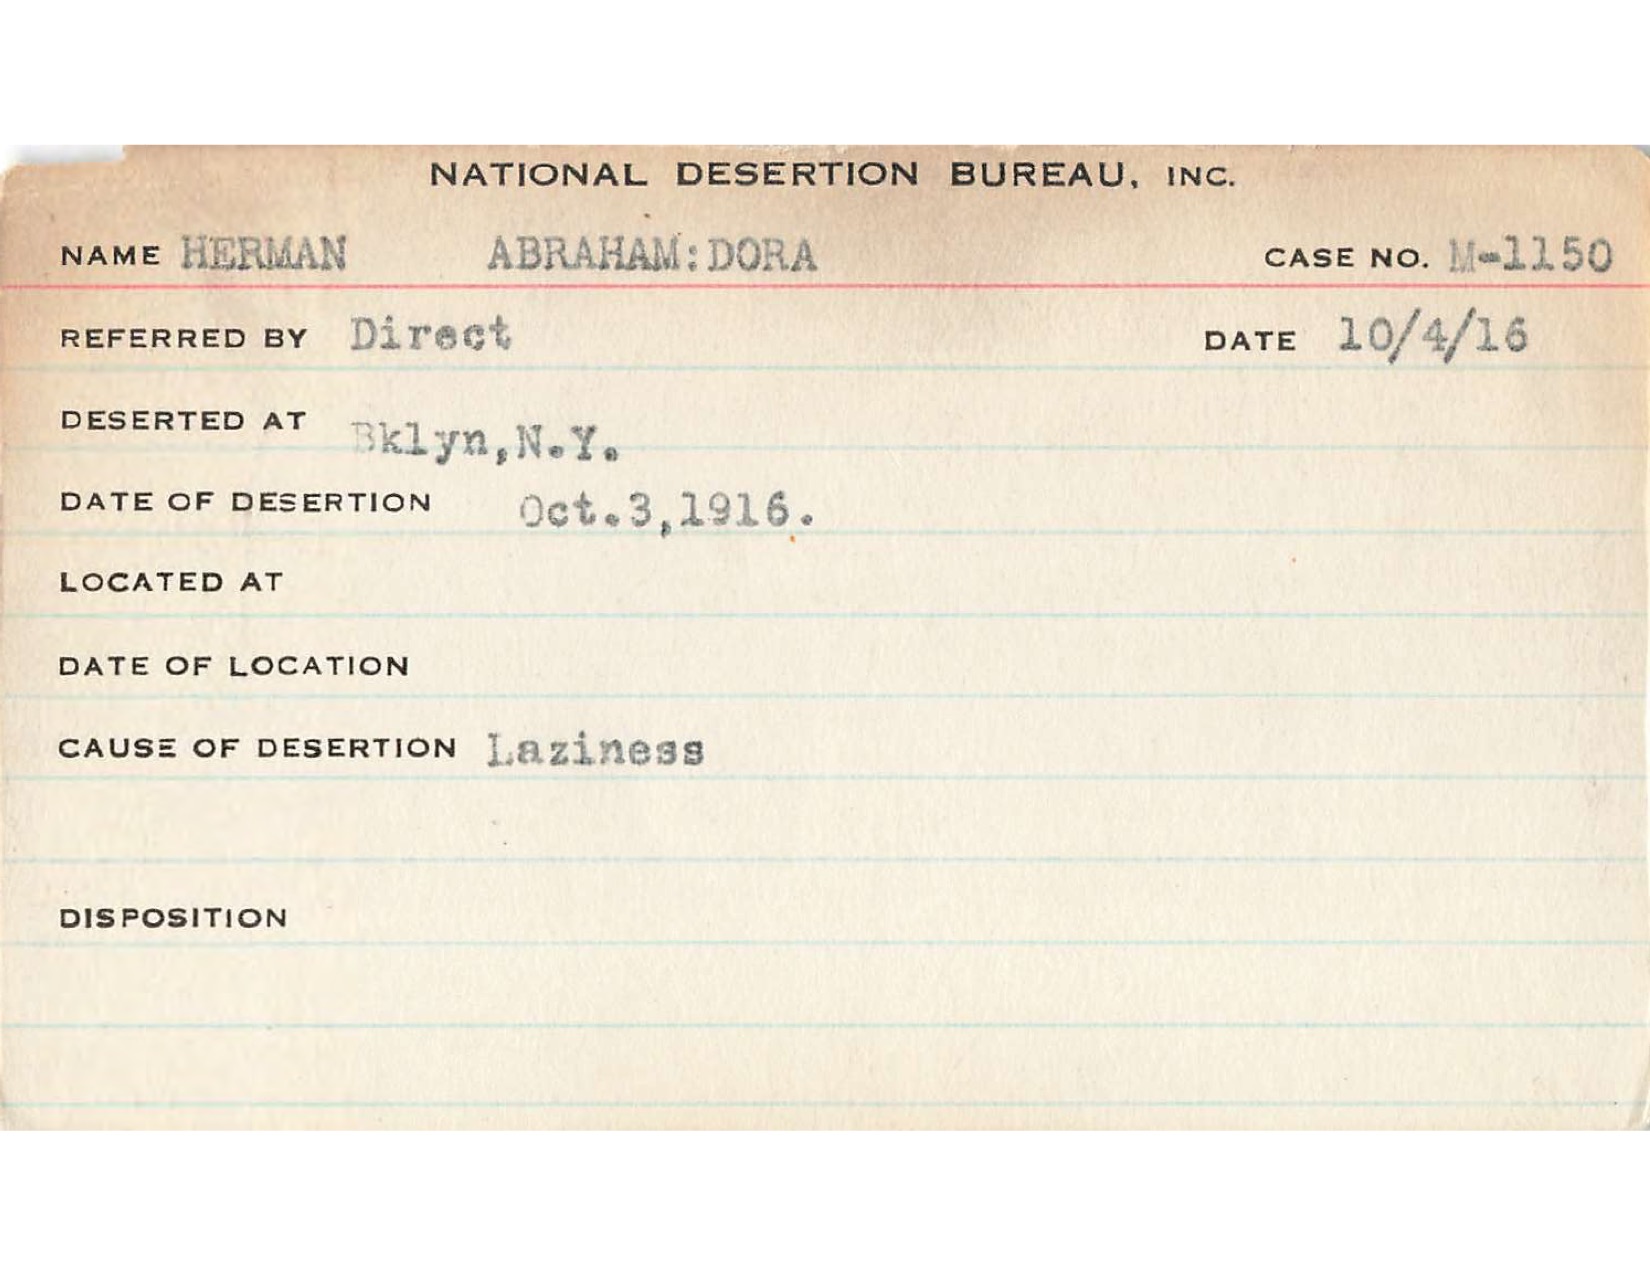 NATIONAL DESERTION BUREAU, INC.
NAME HERMAN ABRAHAM:DORA CASE NO. M-1150
REFERRED BY Direct DATE 10/4/16
DESERTED AT Bklyn,N.Y.
DATE OF DESERTION Oct.3,1916.
LOCATED AT
DATE OF LOCATION
CAUSE OF DESERTION Laziness
DISPOSITION